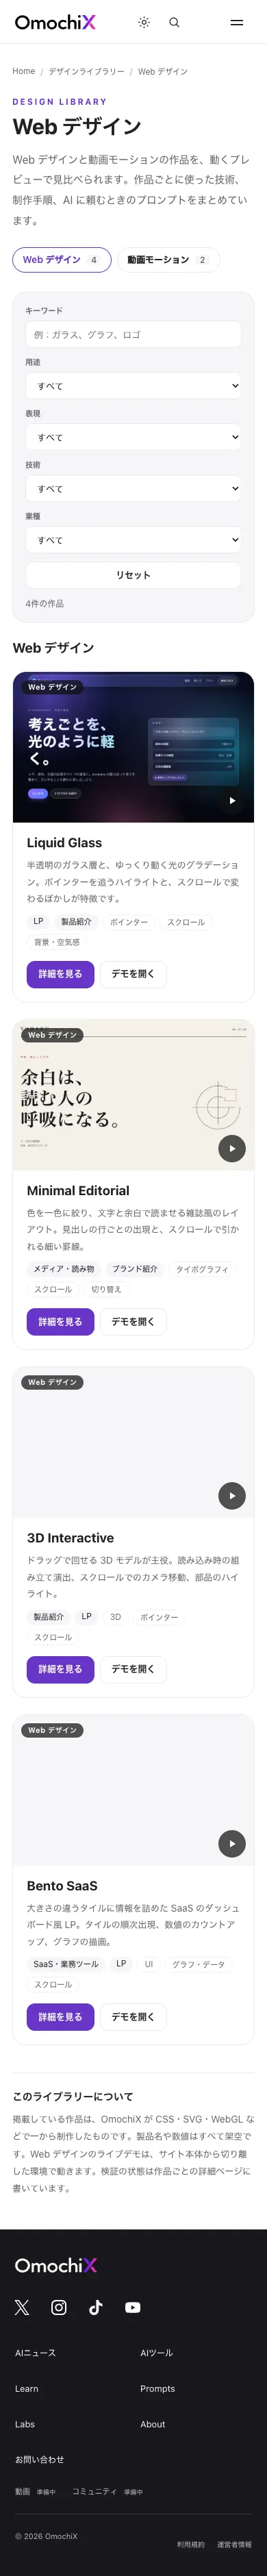 OmochiX
Home / デザインライブラリー / Web デザイン
DESIGN LIBRARY
Web デザイン
Web デザインと動画モーションの作品を、動くプレ
ビューで見比べられます。作品ごとに使った技術、
制作手順、AI に頼むときのプロンプトをまとめてい
ます。
Web デザイン 4
動画モーション 2
キーワード
例：ガラス、グラフ、ロゴ
用途
すべて
表現
すべて
技術
すべて
業種
すべて
リセット
4件の作品
Web デザイン
Web デザイン
考えごとを、
光のように軽
く。
Liquid Glass
半透明のガラス層と、ゆっくり動く光のグラデーショ
ン。ポインターを追うハイライトと、スクロールで変
わるぼかしが特徴です。
LP 製品紹介 ポインター スクロール
背景・空気感
詳細を見る デモを開く
Web デザイン
余白は、
読む人の
呼吸になる。
Minimal Editorial
色を一色に絞り、文字と余白で読ませる雑誌風のレイ
アウト。見出しの行ごとの出現と、スクロールで引か
れる細い罫線。
メディア・読み物 ブランド紹介 タイポグラフィ
スクロール 切り替え
詳細を見る デモを開く
Web デザイン
3D Interactive
ドラッグで回せる 3D モデルが主役。読み込み時の組
み立て演出、スクロールでのカメラ移動、部品のハイ
ライト。
製品紹介 LP 3D ポインター
スクロール
詳細を見る デモを開く
Web デザイン
Bento SaaS
大きさの違うタイルに情報を詰めた SaaS のダッシュ
ボード風 LP。タイルの順次出現、数値のカウントア
ップ、グラフの描画。
SaaS・業務ツール LP UI グラフ・データ
スクロール
詳細を見る デモを開く
このライブラリーについて
掲載している作品は、OmochiX が CSS・SVG・WebGL な
どで一から制作したものです。製品名や数値はすべて架空で
す。Web デザインのライブデモは、サイト本体から切り離
した環境で動きます。検証の状態は作品ごとの詳細ページに
書いています。
OmochiX
AIニュース AIツール
Learn Prompts
Labs About
お問い合わせ
動画 準備中 コミュニティ 準備中
© 2026 OmochiX
利用規約 運営者情報